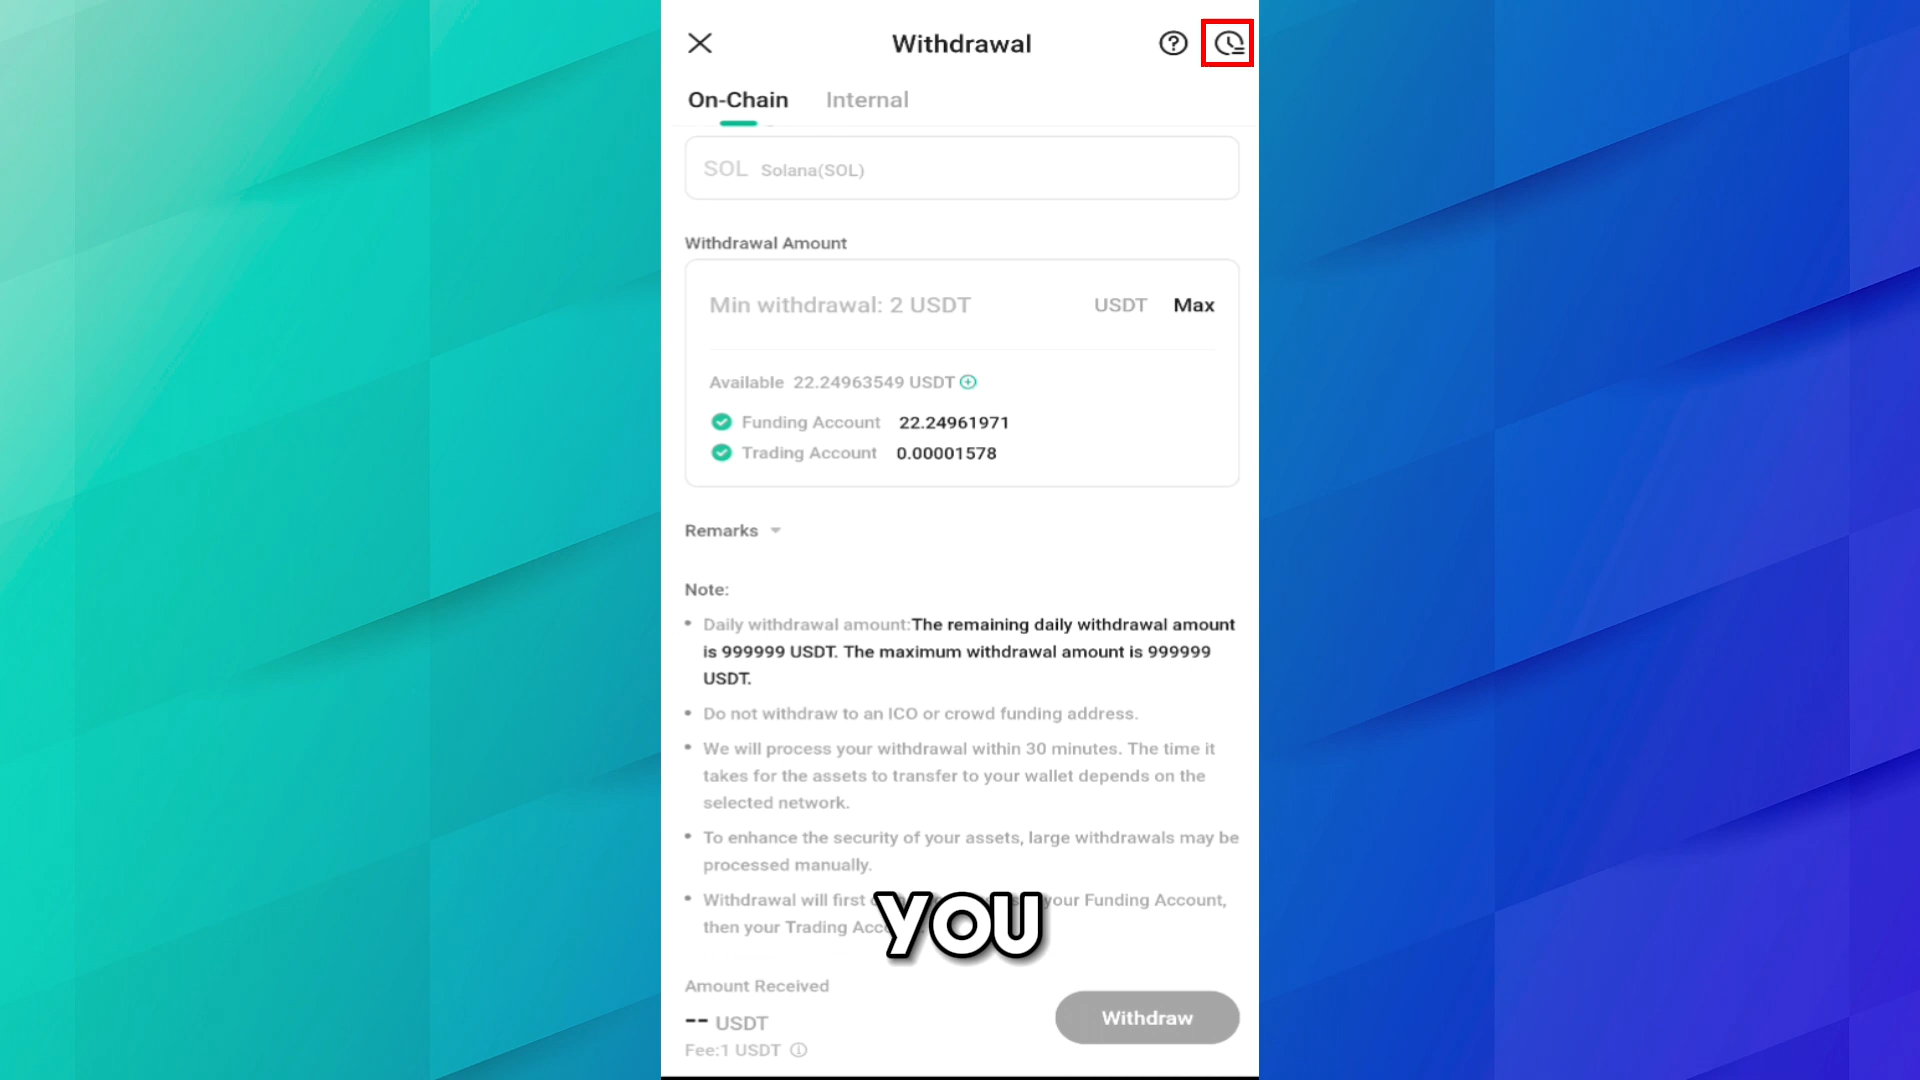 Withdrawal
On-Chain Internal
SOL Solana(SOL)
Withdrawal Amount
Min withdrawal: 2 USDT USDT Max
Available 22.24963549 USDT
Funding Account 22.24961971
Trading Account 0.00001578
Remarks
Note:
• Daily withdrawal amount:The remaining daily withdrawal amount
is 999999 USDT. The maximum withdrawal amount is 999999
USDT.
• Do not withdraw to an ICO or crowd funding address.
• We will process your withdrawal within 30 minutes. The time it
takes for the assets to transfer to your wallet depends on the
selected network.
• To enhance the security of your assets, large withdrawals may be
processed manually.
• Withdrawal will first your Funding Account,
then your Trading
YOU
Amount Received
-- USDT
Fee:1 USDT
Withdraw